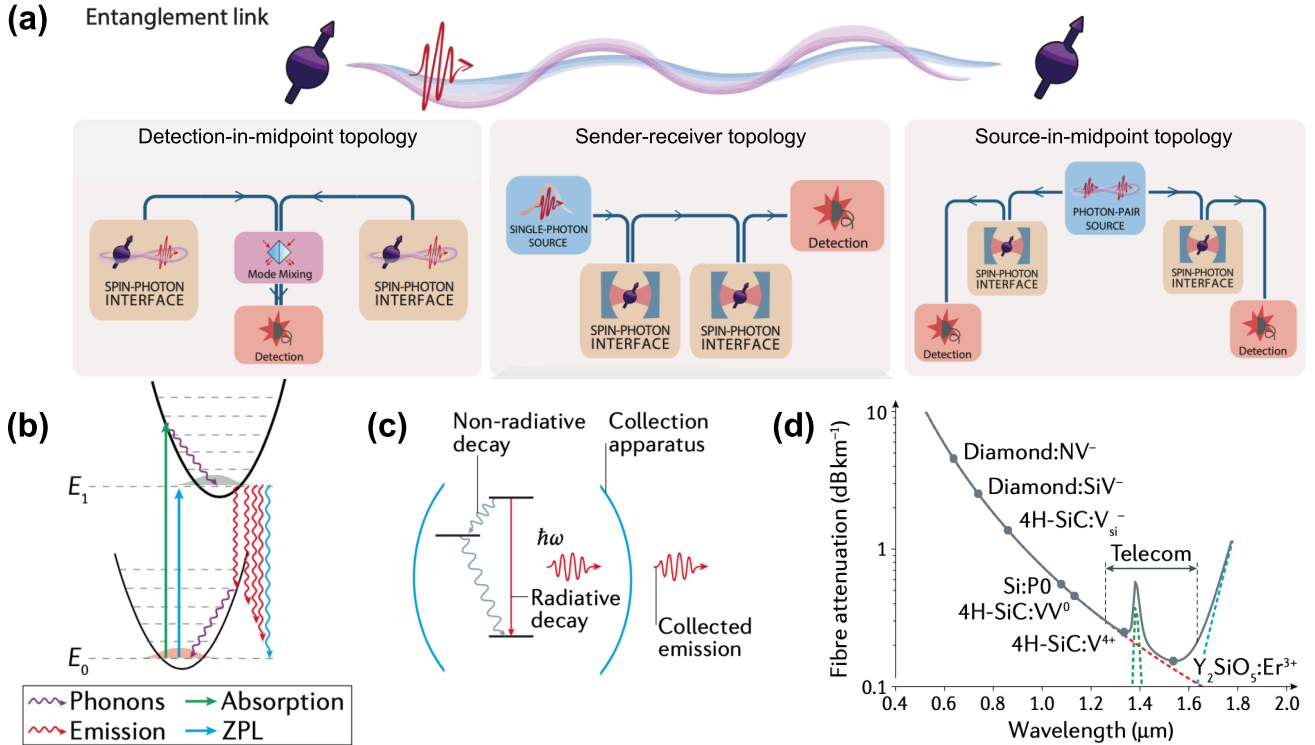 (a)
Entanglement link
Detection-in-midpoint topology
SPIN-PHOTON
INTERFACE
Mode Mixing
Detection
SPIN-PHOTON
INTERFACE
Sender-receiver topology
SINGLE-PHOTON
SOURCE
SPIN-PHOTON
INTERFACE
SPIN-PHOTON
INTERFACE
Detection
Source-in-midpoint topology
PHOTON-PAIR
SOURCE
SPIN-PHOTON
INTERFACE
SPIN-PHOTON
INTERFACE
Detection
Detection
(b)
E₁
E₀
Phonons
Absorption
Emission
ZPL
(c)
Non-radiative
decay
Collection
apparatus
ħω
Radiative
decay
Collected
emission
(d)
Fibre attenuation (dB km⁻¹)
10
1
0.1
Diamond:NV⁻
Diamond:SiV⁻
4H-SiC:Vₛᵢ⁻
Telecom
Si:P0
4H-SiC:VV⁰
4H-SiC:V⁴⁺
Y₂SiO₅:Er³⁺
0.4 0.6 0.8 1.0 1.2 1.4 1.6 1.8 2.0
Wavelength (μm)